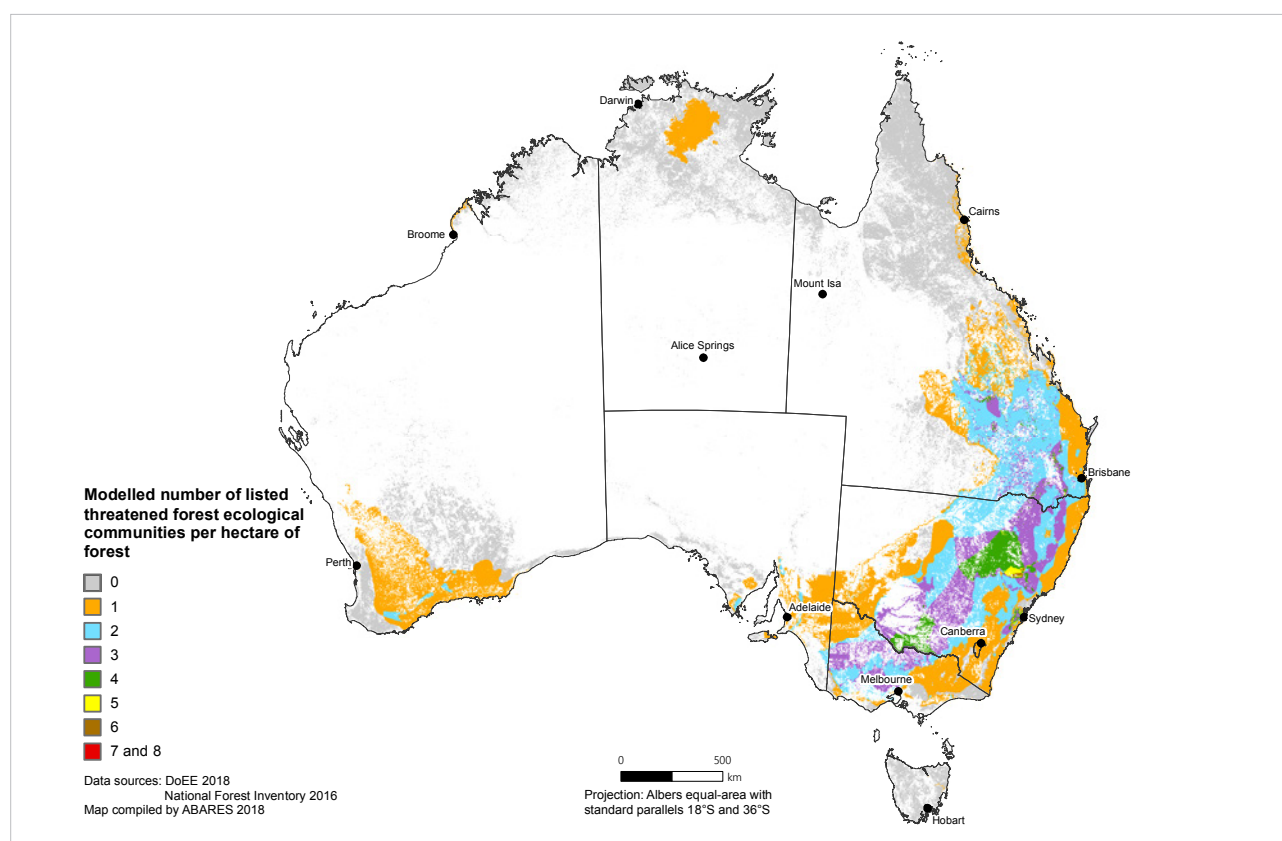 Darwin
Cairns
Broome
Mount Isa
Alice Springs
Brisbane
Modelled number of listed
threatened forest ecological
communities per hectare of
forest
Perth
0
1
2
3
4
5
6
7 and 8
Adelaide
Sydney
Canberra
Melbourne
Data sources: DoEE 2018
National Forest Inventory 2016
Map compiled by ABARES 2018
0 500
km
Projection: Albers equal-area with
standard parallels 18°S and 36°S
Hobart